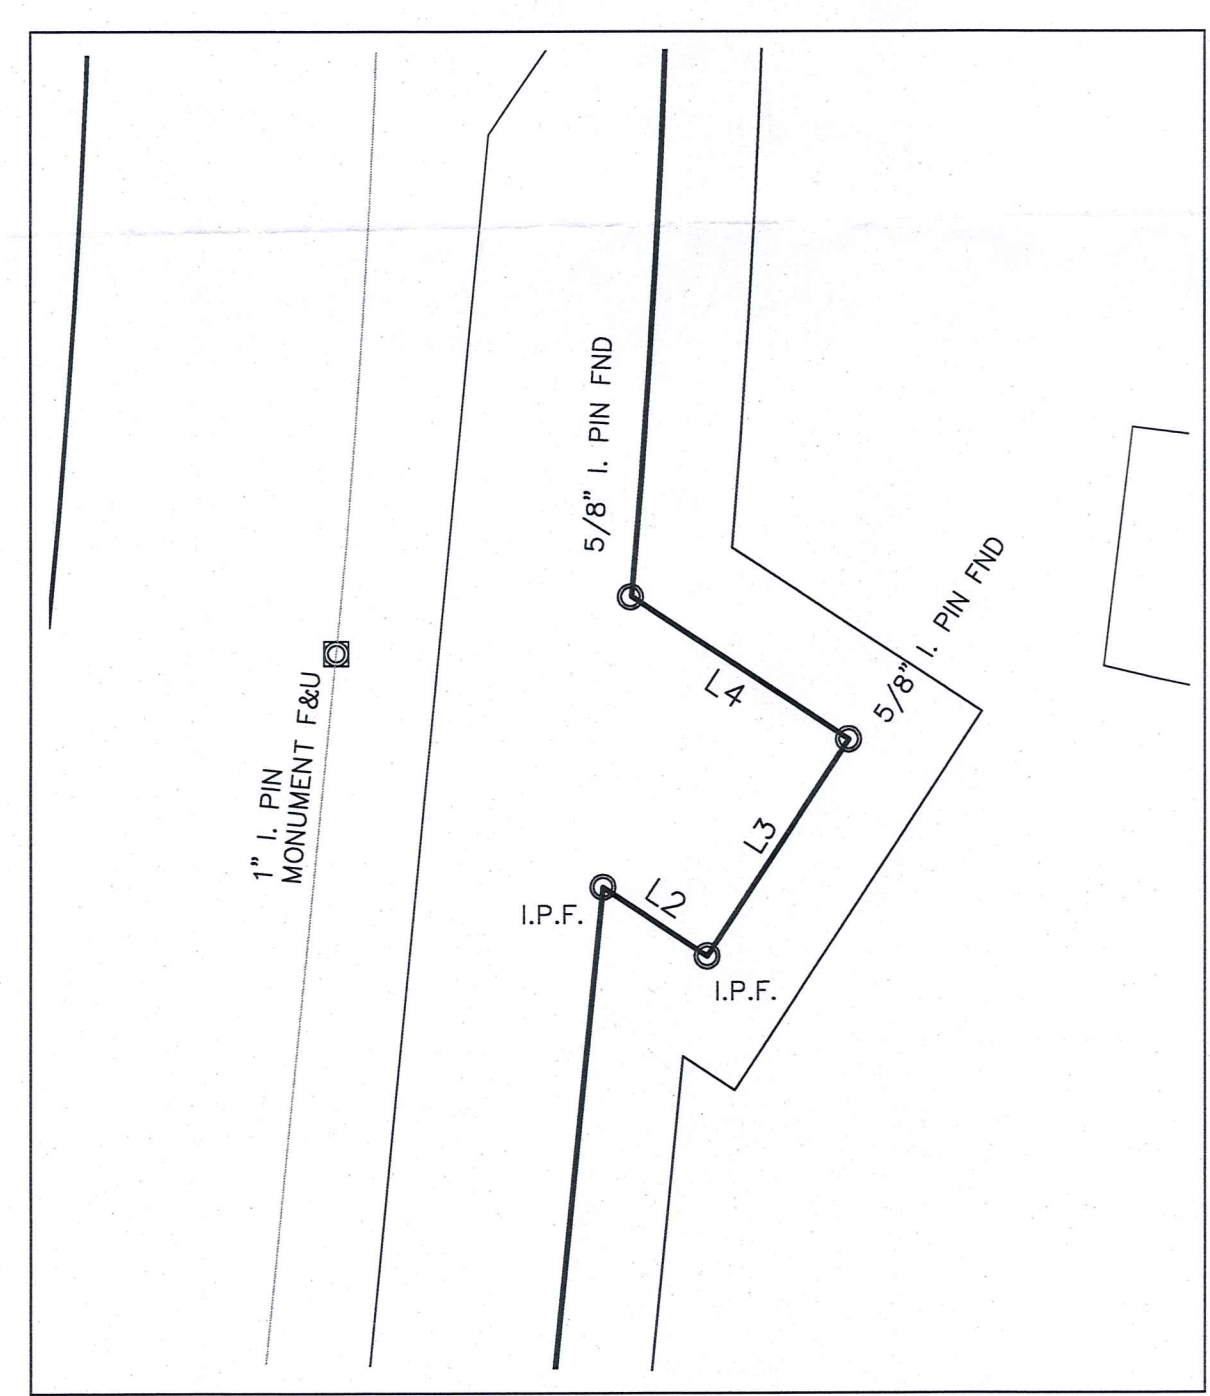 5/8" I. PIN FND
5/8" I. PIN FND
L4
1" I. PIN
MONUMENT F&U
L3
L2
I.P.F.
I.P.F.